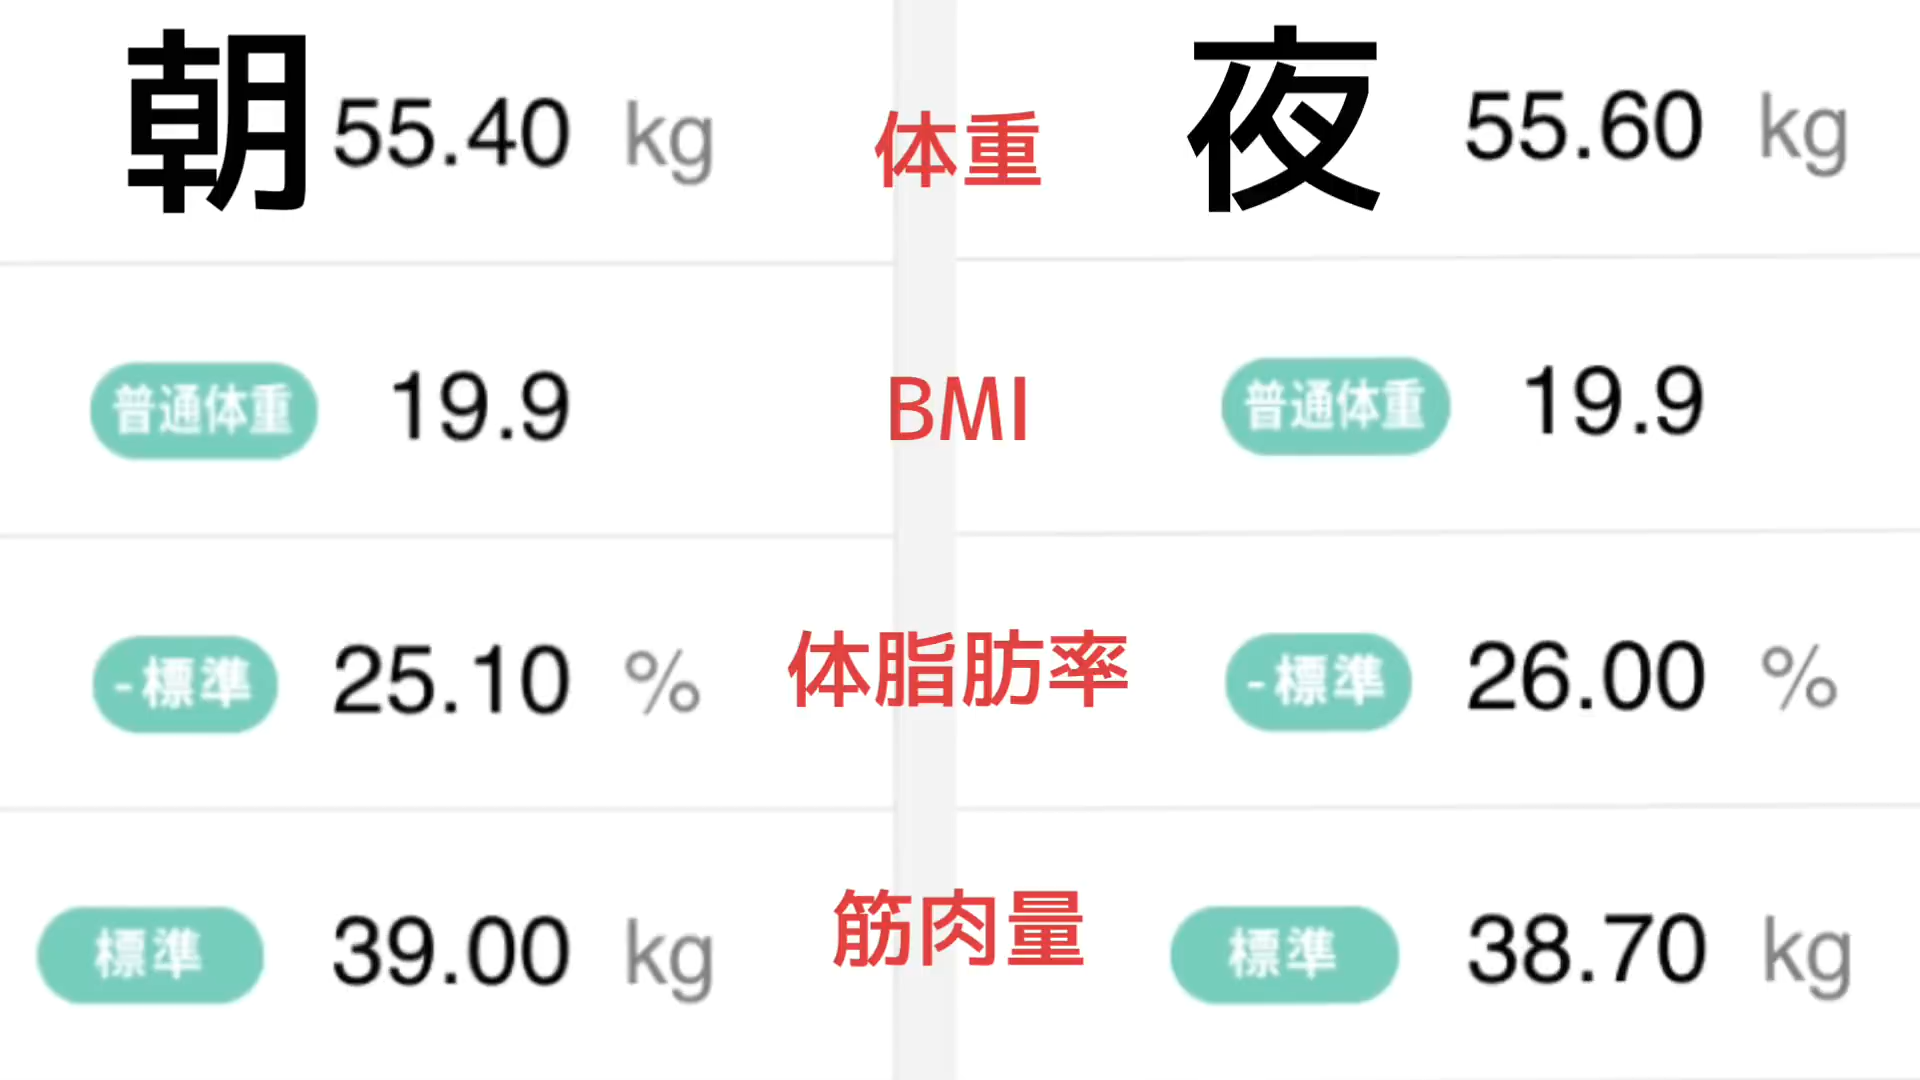 朝 55.40 kg 体重 夜 55.60 kg
普通体重 19.9 BMI 普通体重 19.9
-標準 25.10 % 体脂肪率 -標準 26.00 %
標準 39.00 kg 筋肉量 標準 38.70 kg